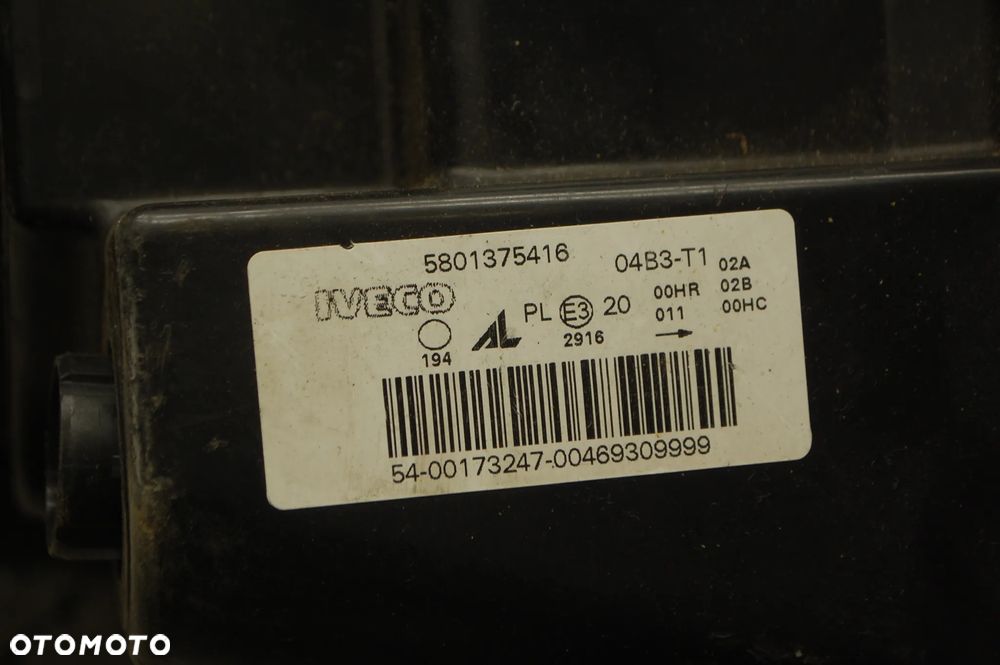 5801375416 04B3-T1 02A
IVECO PL E3 20 00HR 02B
011 00HC
194 AL 2916
54-00173247-00469309999
OTOMOTO